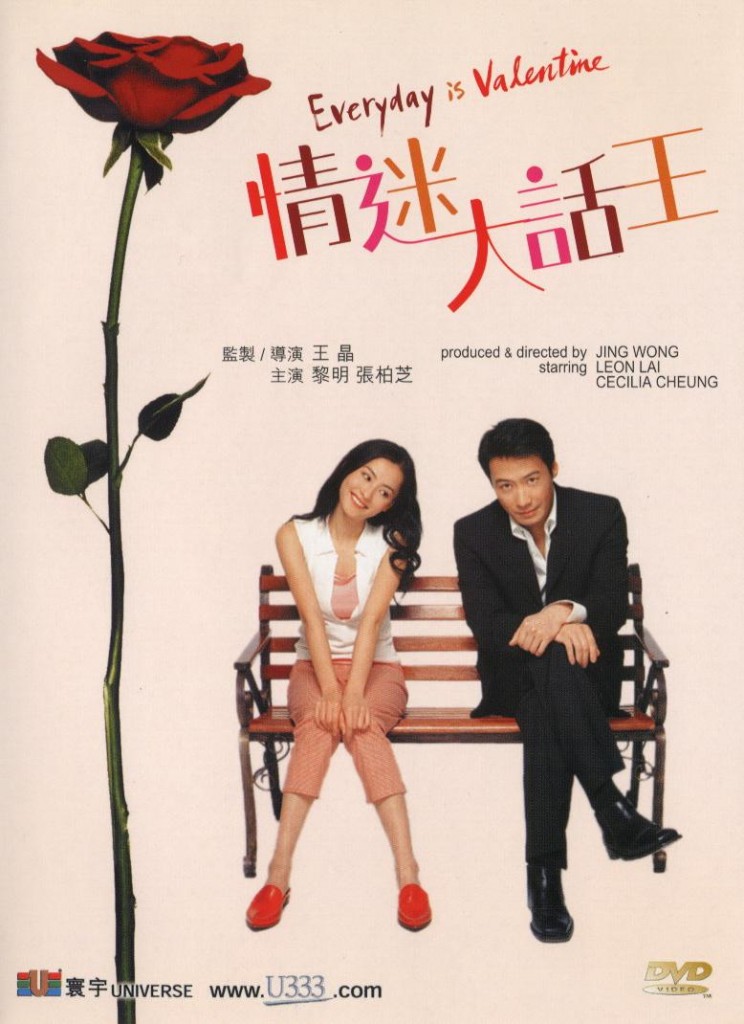 Everyday is Valentine
情迷大話王
監製 / 導演 王晶
主演 黎明 張柏芝
produced & directed by JING WONG
starring LEON LAI
CECILIA CHEUNG
U 寰宇 UNIVERSE www.U333.com
DVD
VIDEO TM